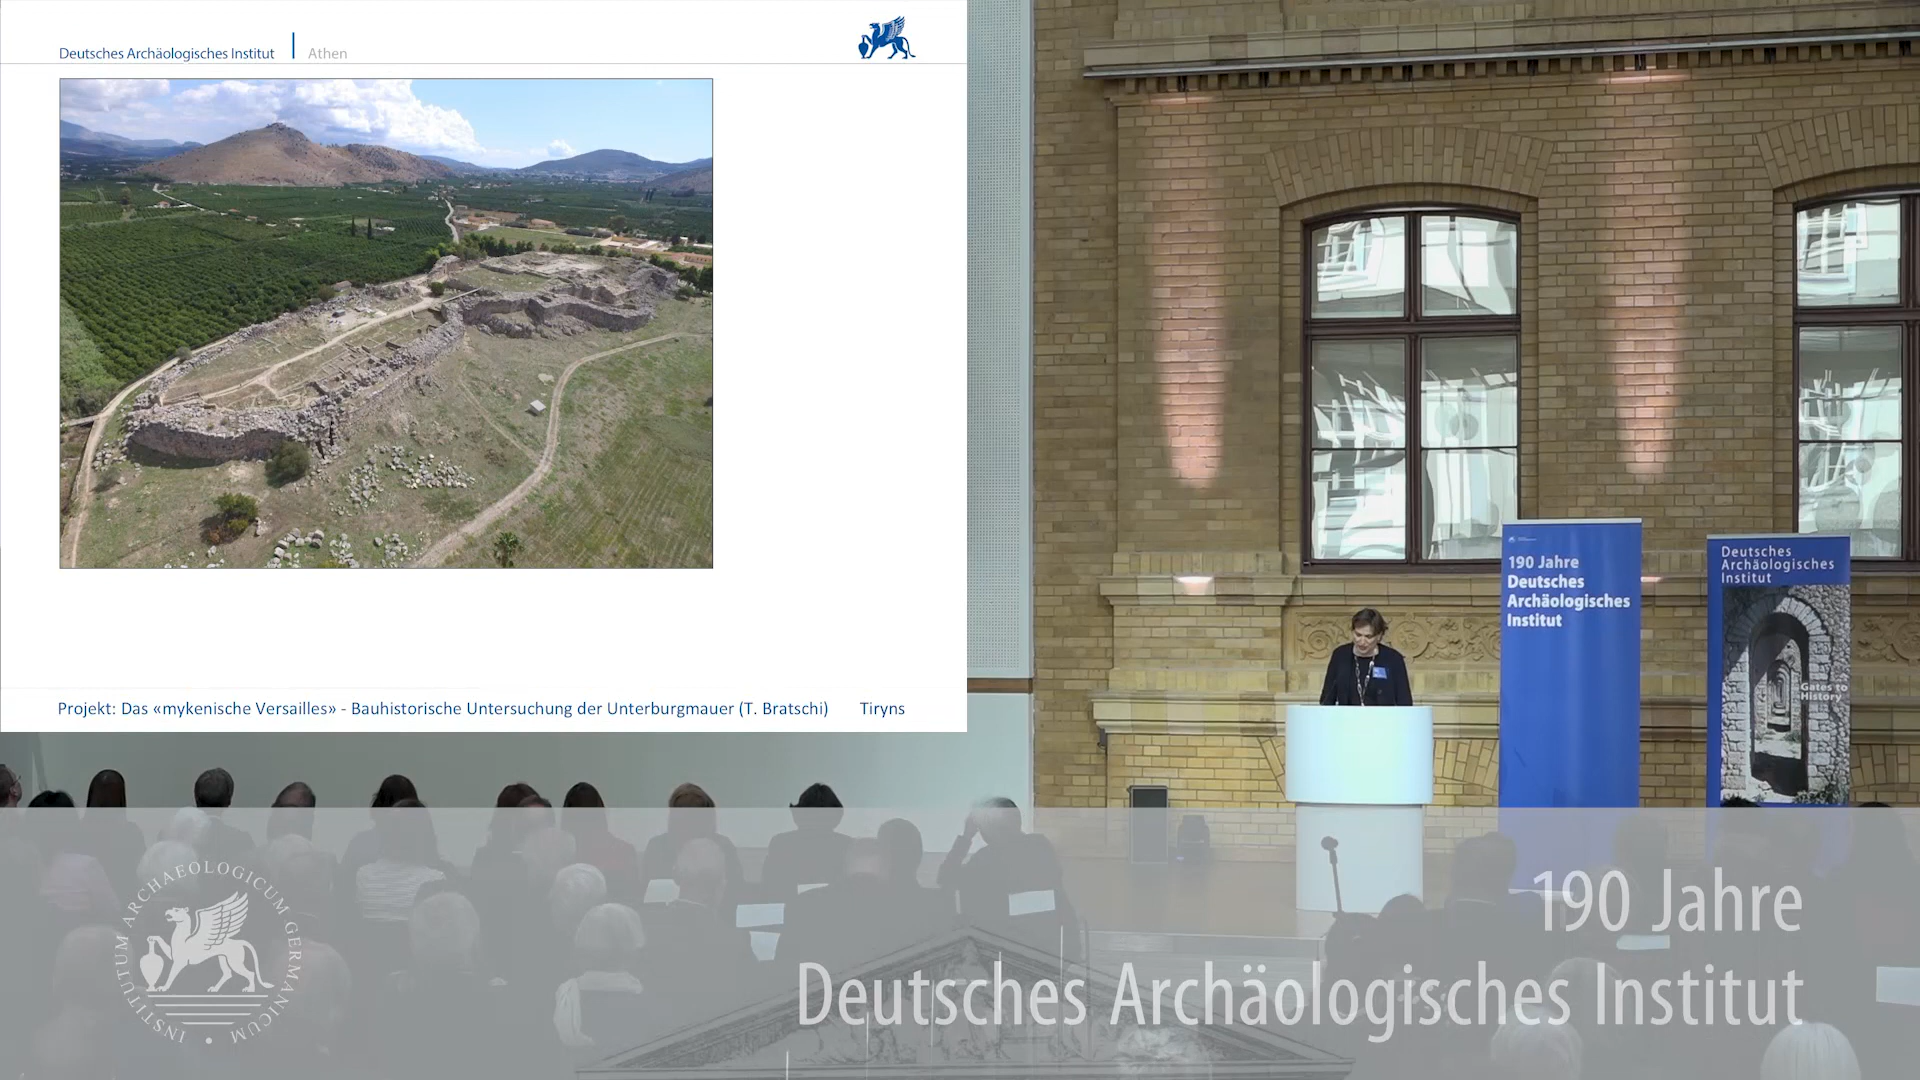 Deutsches Archäologisches Institut
Athen
Projekt: Das «mykenische Versailles» - Bauhistorische Untersuchung der Unterburgmauer (T. Bratschi)
Tiryns
190 Jahre
Deutsches
Archäologisches
Institut
Deutsches
Archäologisches
Institut
Gates to
History
INSTITUTUM ARCHAEOLOGICUM GERMANICUM
190 Jahre
Deutsches Archäologisches Institut